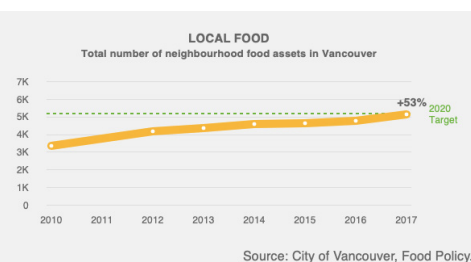 LOCAL FOOD
Total number of neighbourhood food assets in Vancouver
7K
6K
5K
4K
3K
2K
1K
0
+53%
2020
Target
2010 2011 2012 2013 2014 2015 2016 2017
Source: City of Vancouver, Food Policy.